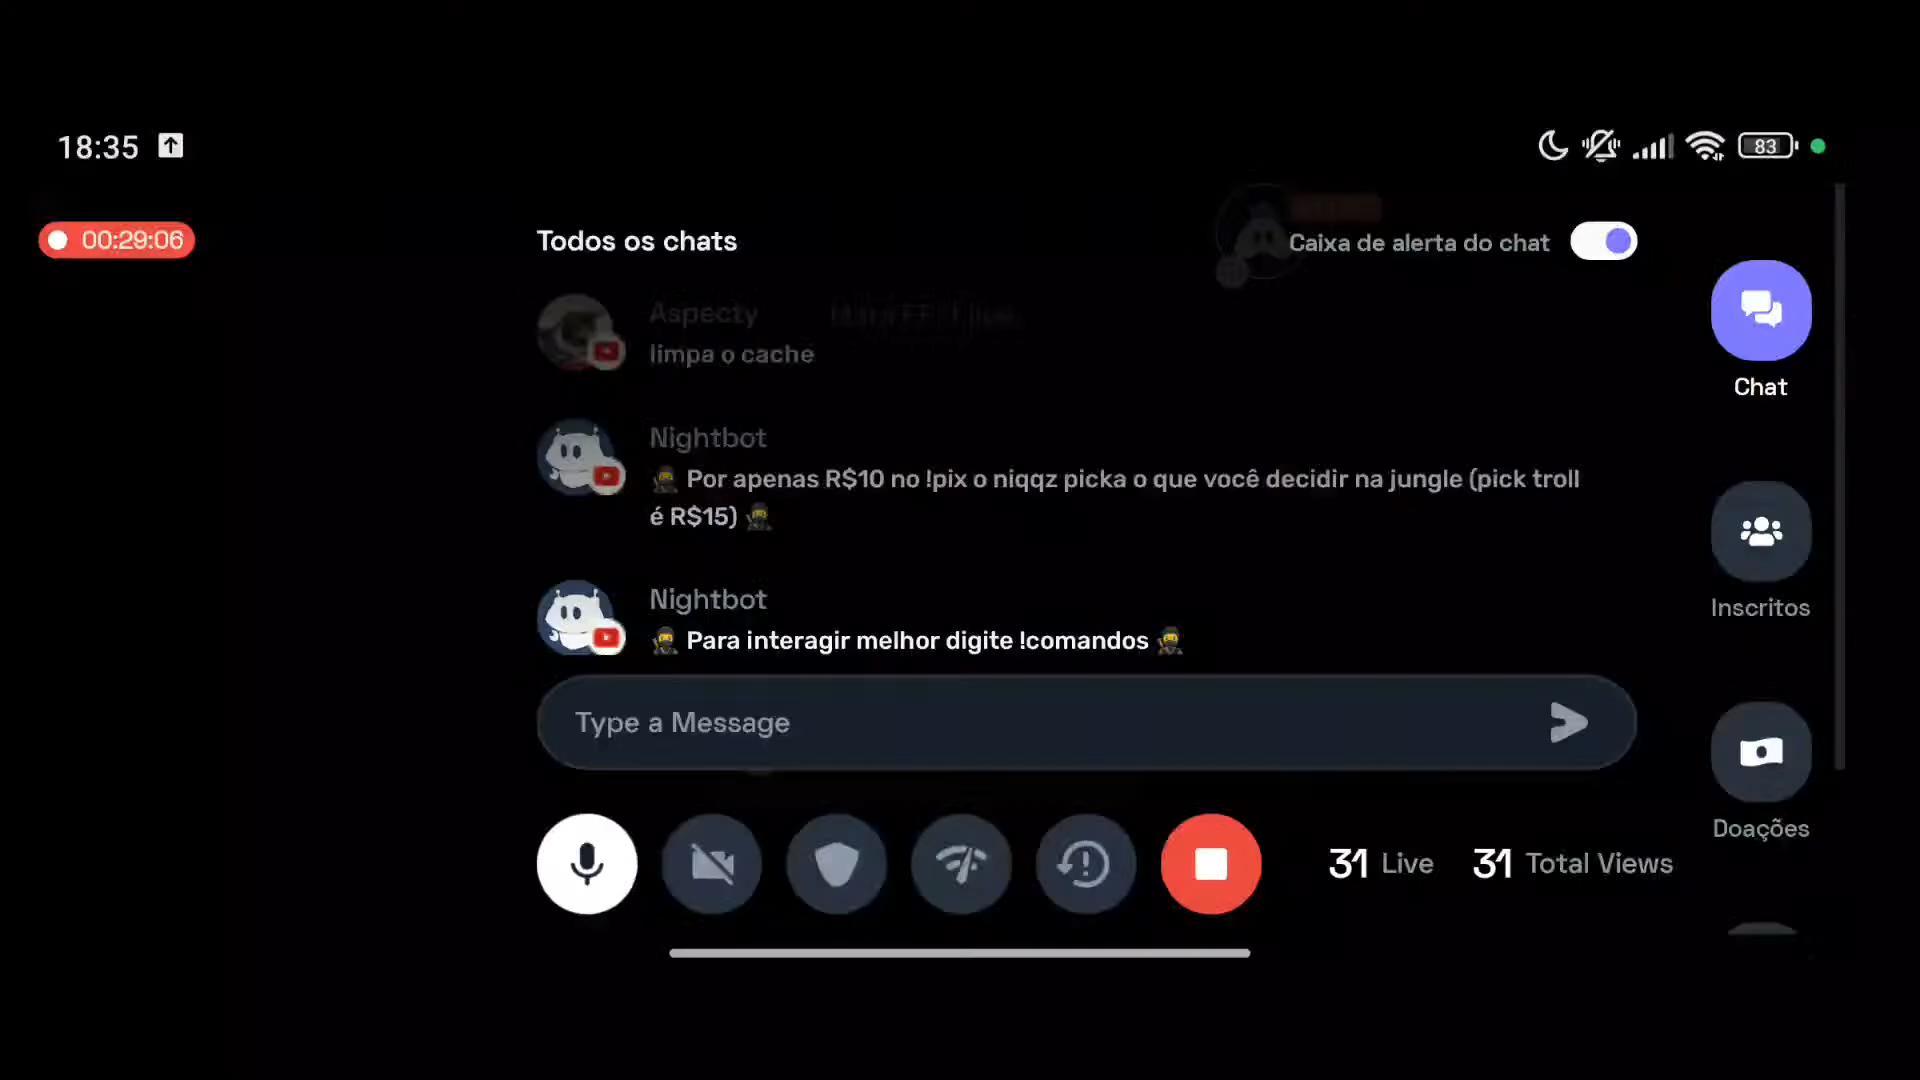 18:35
83
00:29:06
Todos os chats
Caixa de alerta do chat
Aspecty
limpa o cache
Chat
Nightbot
🥷 Por apenas R$10 no !pix o niqqz picka o que você decidir na jungle (pick troll
é R$15) 🥷
Nightbot
🥷 Para interagir melhor digite !comandos 🥷
Inscritos
Type a Message
Doações
31 Live 31 Total Views